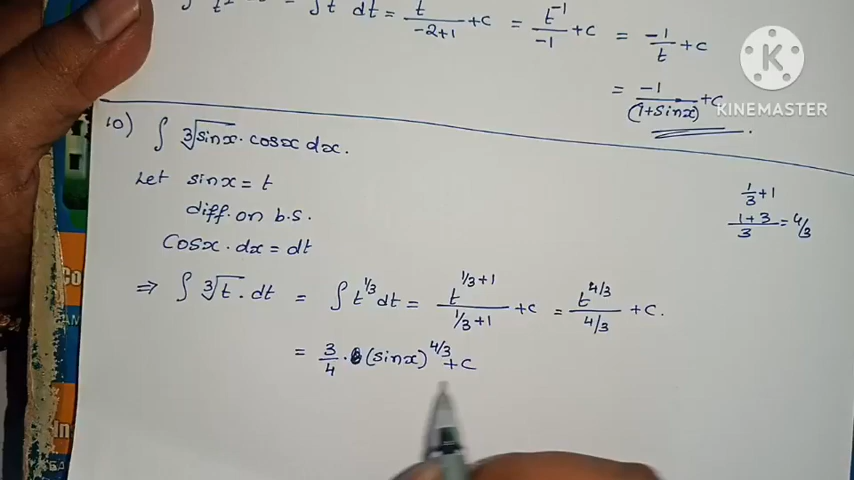 ∫ t² = ∫ t dt = t/(-2+1) +c = t⁻¹/-1 +c = -1/t +c
= -1/(1+sinx) +c
KINEMASTER
10) ∫ ∛sinx · cosx dx.
Let sinx = t
diff. on b.s.
cosx · dx = dt
1/3 + 1
(1+3)/3 = 4/3
⇒ ∫ ∛t . dt = ∫ t^(1/3) dt = t^(1/3+1)/(1/3+1) +c = t^(4/3)/(4/3) +c.
= 3/4 · (sinx)^(4/3) +c